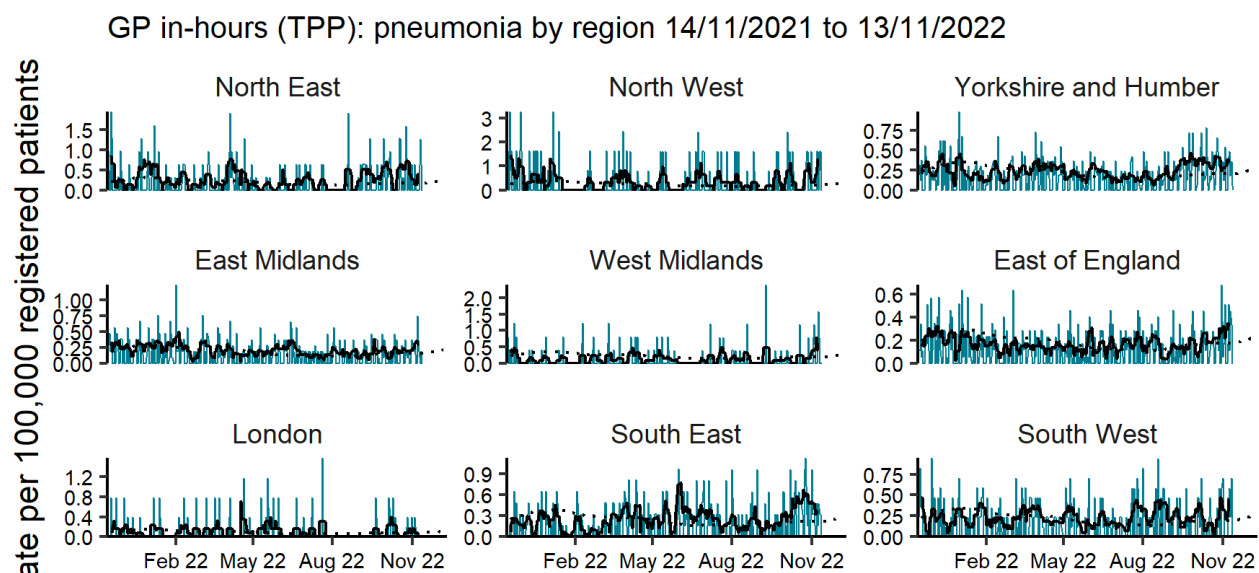 GP in-hours (TPP): pneumonia by region 14/11/2021 to 13/11/2022
ate per 100,000 registered patients
North East
1.5
1.0
0.5
0.0
North West
3
2
1
0
Yorkshire and Humber
0.75
0.50
0.25
0.00
East Midlands
1.00
0.75
0.50
0.25
0.00
West Midlands
2.0
1.5
1.0
0.5
0.0
East of England
0.6
0.4
0.2
0.0
London
1.2
0.8
0.4
0.0
South East
0.9
0.6
0.3
0.0
South West
0.75
0.50
0.25
0.00
Feb 22 May 22 Aug 22 Nov 22
Feb 22 May 22 Aug 22 Nov 22
Feb 22 May 22 Aug 22 Nov 22